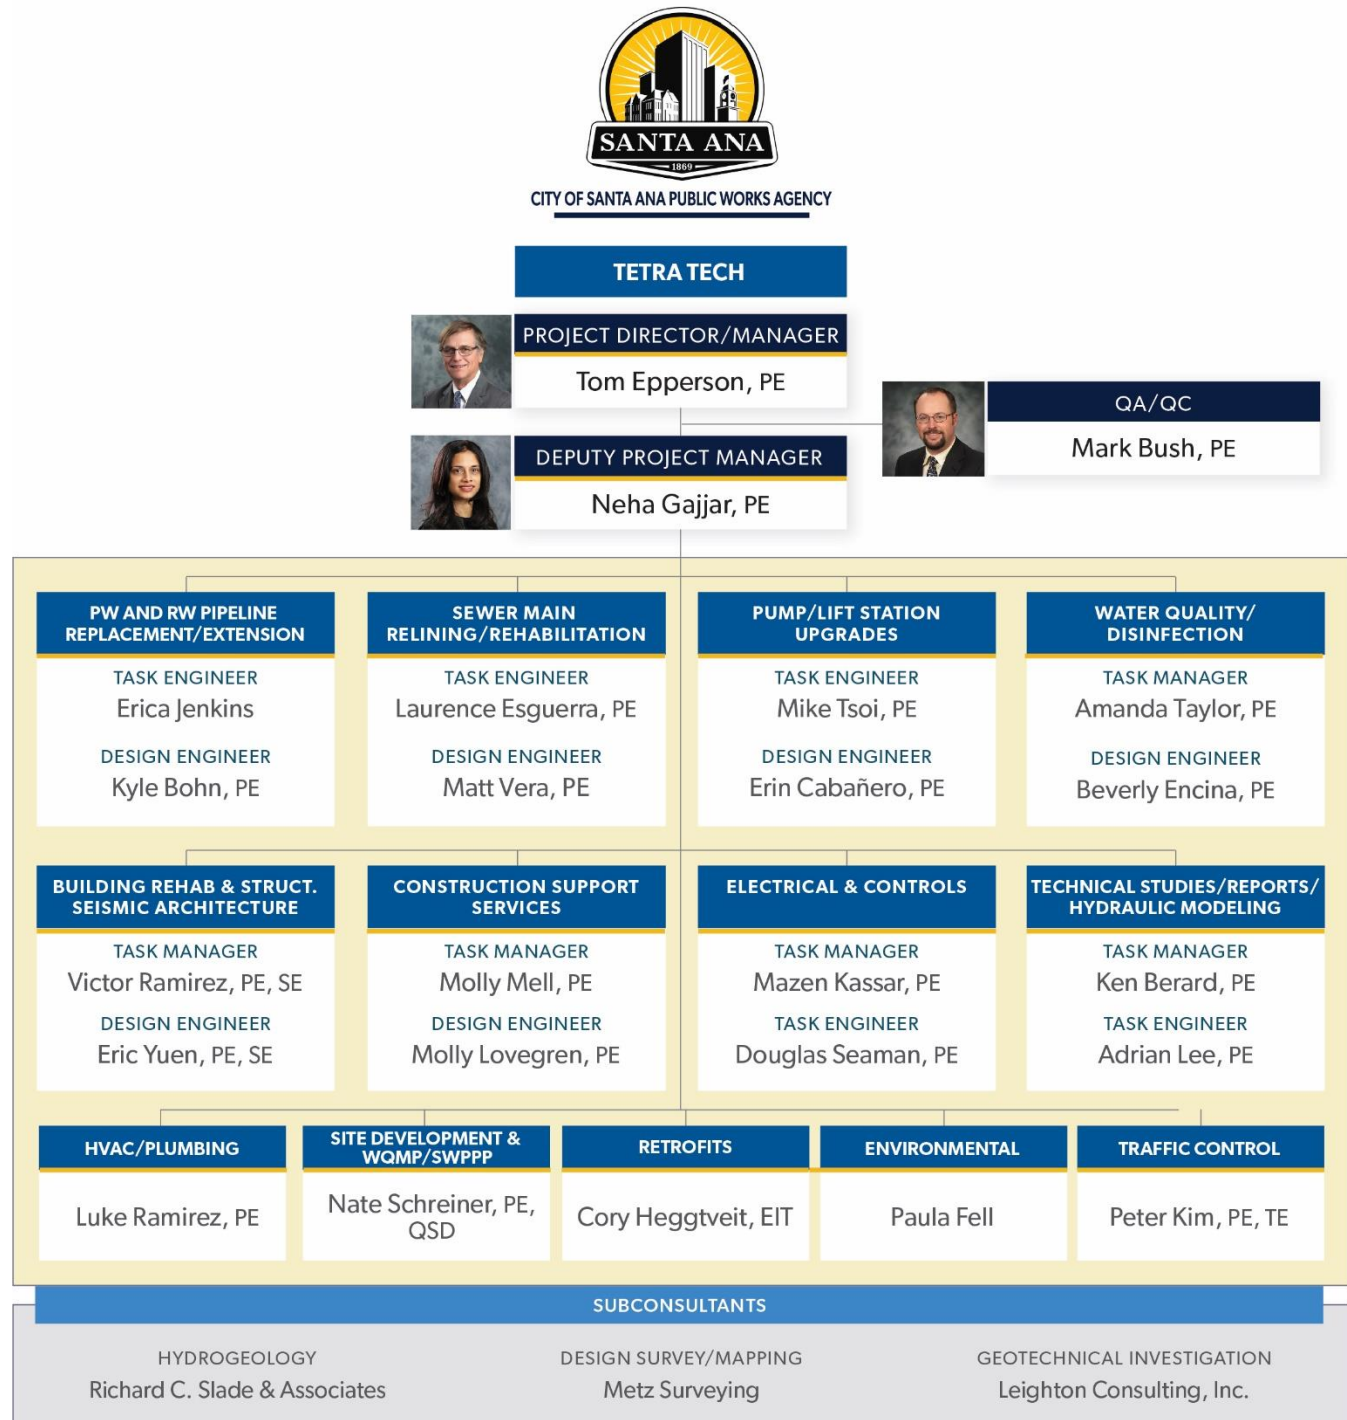 SANTA ANA
1869
CITY OF SANTA ANA PUBLIC WORKS AGENCY
TETRA TECH
PROJECT DIRECTOR/MANAGER
Tom Epperson, PE
QA/QC
Mark Bush, PE
DEPUTY PROJECT MANAGER
Neha Gajjar, PE
PW AND RW PIPELINE
REPLACEMENT/EXTENSION
TASK ENGINEER
Erica Jenkins
DESIGN ENGINEER
Kyle Bohn, PE
SEWER MAIN
RELINING/REHABILITATION
TASK ENGINEER
Laurence Esguerra, PE
DESIGN ENGINEER
Matt Vera, PE
PUMP/LIFT STATION
UPGRADES
TASK ENGINEER
Mike Tsoi, PE
DESIGN ENGINEER
Erin Cabañero, PE
WATER QUALITY/
DISINFECTION
TASK MANAGER
Amanda Taylor, PE
DESIGN ENGINEER
Beverly Encina, PE
BUILDING REHAB & STRUCT.
SEISMIC ARCHITECTURE
TASK MANAGER
Victor Ramirez, PE, SE
DESIGN ENGINEER
Eric Yuen, PE, SE
CONSTRUCTION SUPPORT
SERVICES
TASK MANAGER
Molly Mell, PE
DESIGN ENGINEER
Molly Lovegren, PE
ELECTRICAL & CONTROLS
TASK MANAGER
Mazen Kassar, PE
TASK ENGINEER
Douglas Seaman, PE
TECHNICAL STUDIES/REPORTS/
HYDRAULIC MODELING
TASK MANAGER
Ken Berard, PE
TASK ENGINEER
Adrian Lee, PE
HVAC/PLUMBING
Luke Ramirez, PE
SITE DEVELOPMENT &
WQMP/SWPPP
Nate Schreiner, PE,
QSD
RETROFITS
Cory Heggtveit, EIT
ENVIRONMENTAL
Paula Fell
TRAFFIC CONTROL
Peter Kim, PE, TE
SUBCONSULTANTS
HYDROGEOLOGY
Richard C. Slade & Associates
DESIGN SURVEY/MAPPING
Metz Surveying
GEOTECHNICAL INVESTIGATION
Leighton Consulting, Inc.